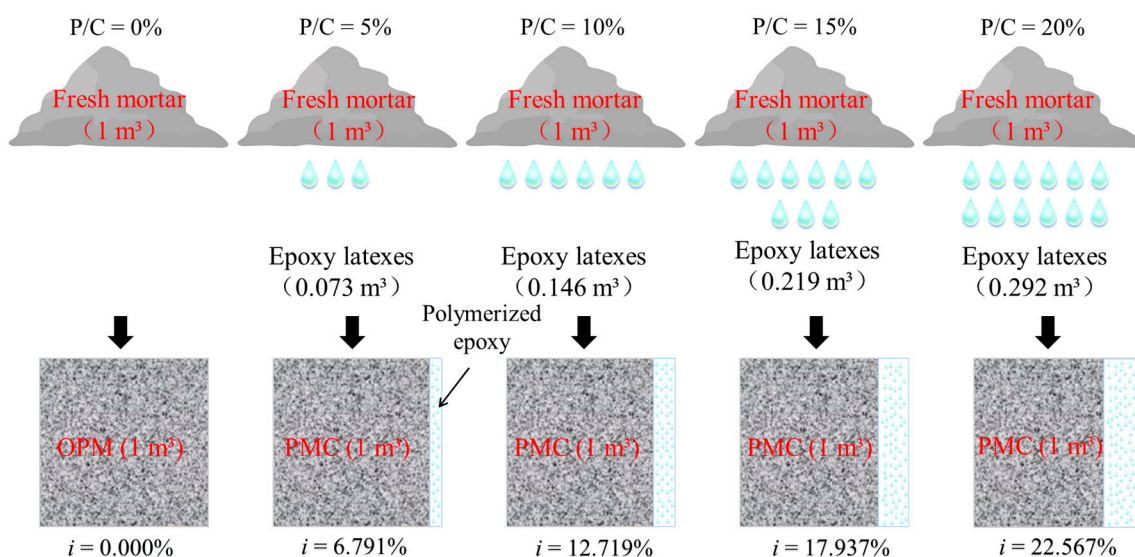 P/C = 0%
P/C = 5%
P/C = 10%
P/C = 15%
P/C = 20%
Fresh mortar
（1 m³）
Fresh mortar
（1 m³）
Fresh mortar
（1 m³）
Fresh mortar
（1 m³）
Fresh mortar
（1 m³）
Epoxy latexes
（0.073 m³）
Epoxy latexes
（0.146 m³）
Epoxy latexes
（0.219 m³）
Epoxy latexes
（0.292 m³）
Polymerized
epoxy
OPM (1 m³)
PMC (1 m³)
PMC (1 m³)
PMC (1 m³)
PMC (1 m³)
i = 0.000%
i = 6.791%
i = 12.719%
i = 17.937%
i = 22.567%